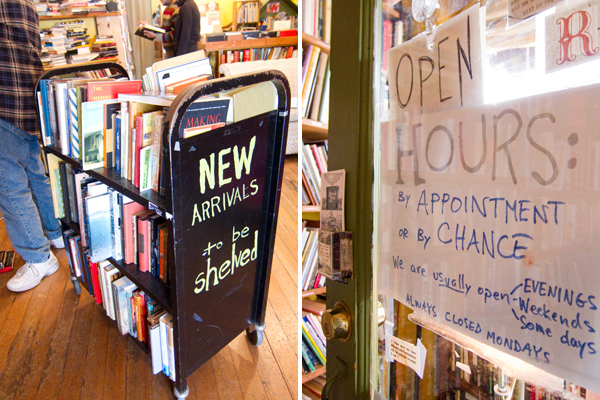 MAKING
NEW
ARRIVALS
to be
shelved
OPEN
HOURS:
BY APPOINTMENT
OR BY CHANCE
We are usually open - EVENINGS
Weekends
Some days
ALWAYS CLOSED MONDAYS
R